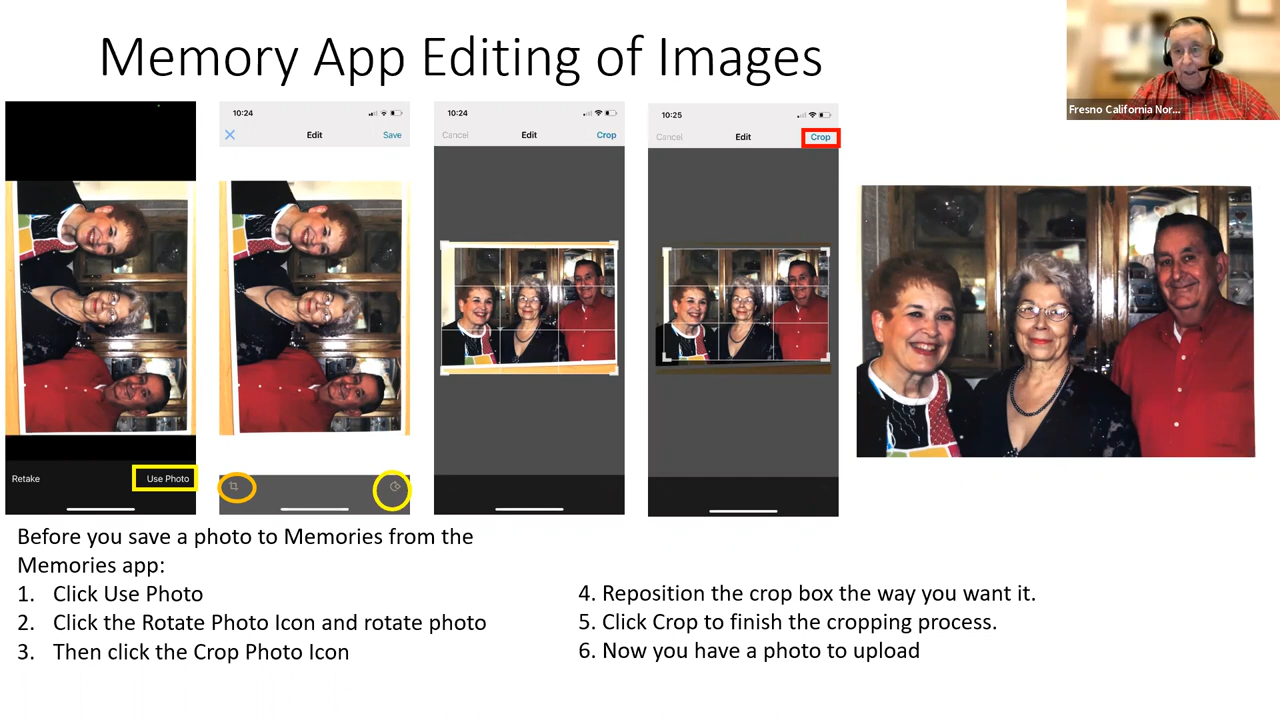 Memory App Editing of Images
Fresno California Nor...
10:24
Edit
Save
10:24
Cancel
Edit
Crop
10:25
Cancel
Edit
Crop
Retake
Use Photo
Before you save a photo to Memories from the
Memories app:
1. Click Use Photo
2. Click the Rotate Photo Icon and rotate photo
3. Then click the Crop Photo Icon
4. Reposition the crop box the way you want it.
5. Click Crop to finish the cropping process.
6. Now you have a photo to upload